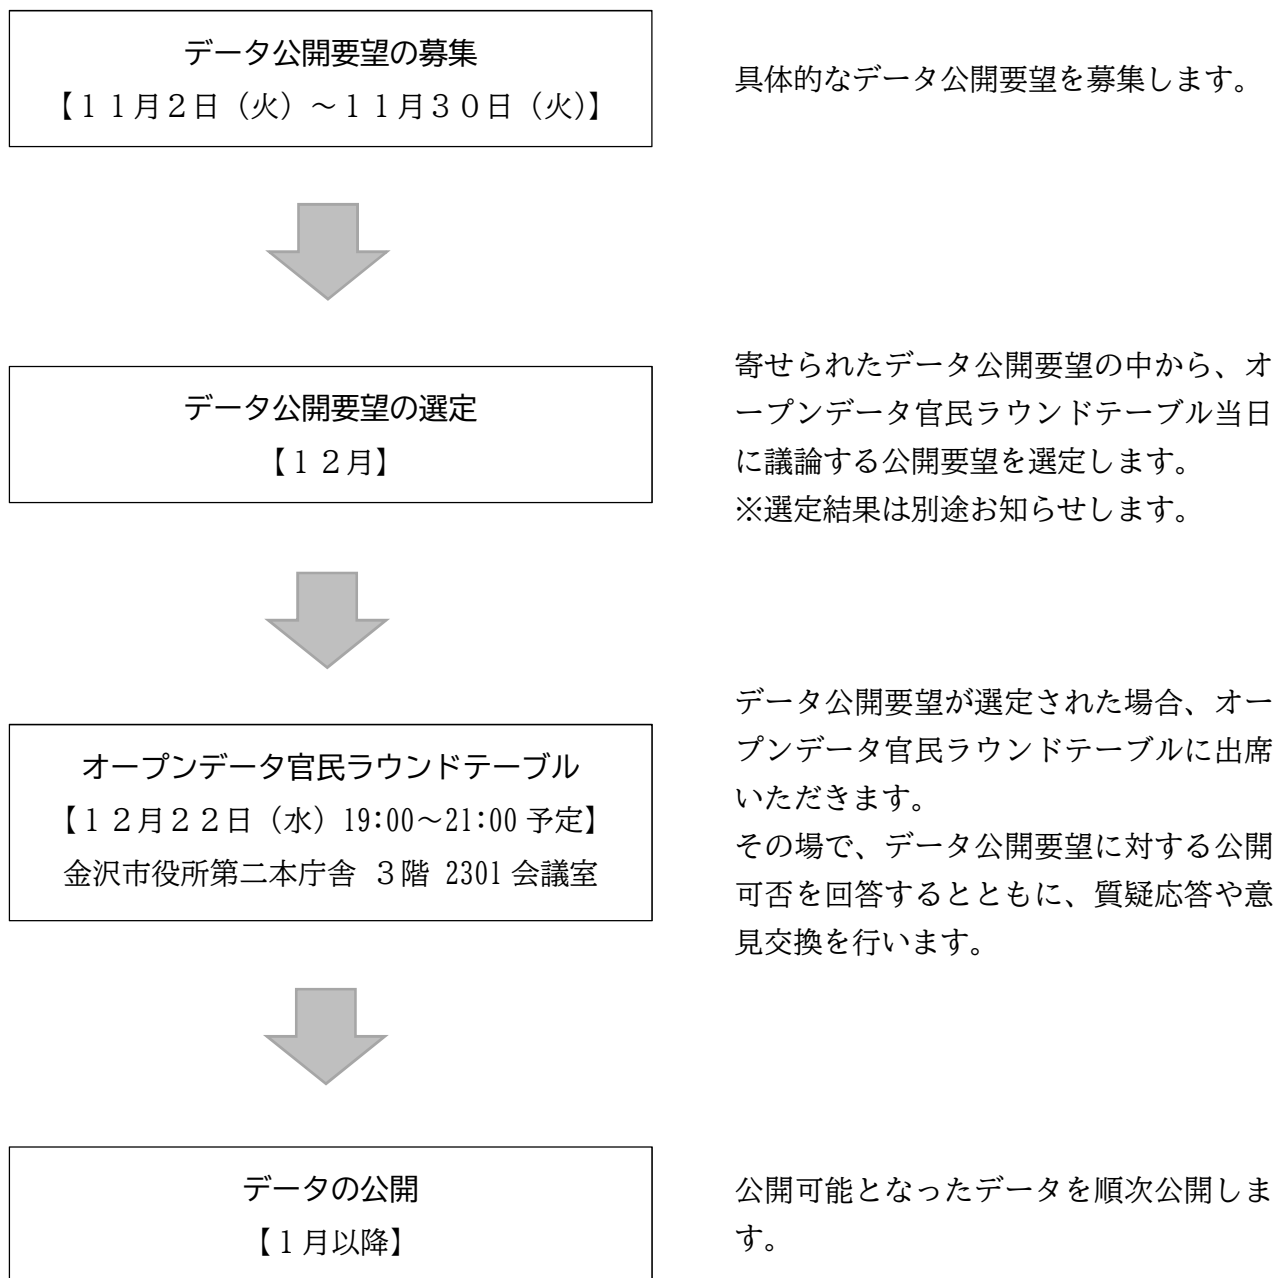 データ公開要望の募集
【１１月２日（火）～１１月３０日（火）】
具体的なデータ公開要望を募集します。
データ公開要望の選定
【１２月】
寄せられたデータ公開要望の中から、オ
ープンデータ官民ラウンドテーブル当日
に議論する公開要望を選定します。
※選定結果は別途お知らせします。
オープンデータ官民ラウンドテーブル
【１２月２２日（水）19:00～21:00 予定】
金沢市役所第二本庁舎 ３階 2301 会議室
データ公開要望が選定された場合、オー
プンデータ官民ラウンドテーブルに出席
いただきます。
その場で、データ公開要望に対する公開
可否を回答するとともに、質疑応答や意
見交換を行います。
データの公開
【１月以降】
公開可能となったデータを順次公開しま
す。